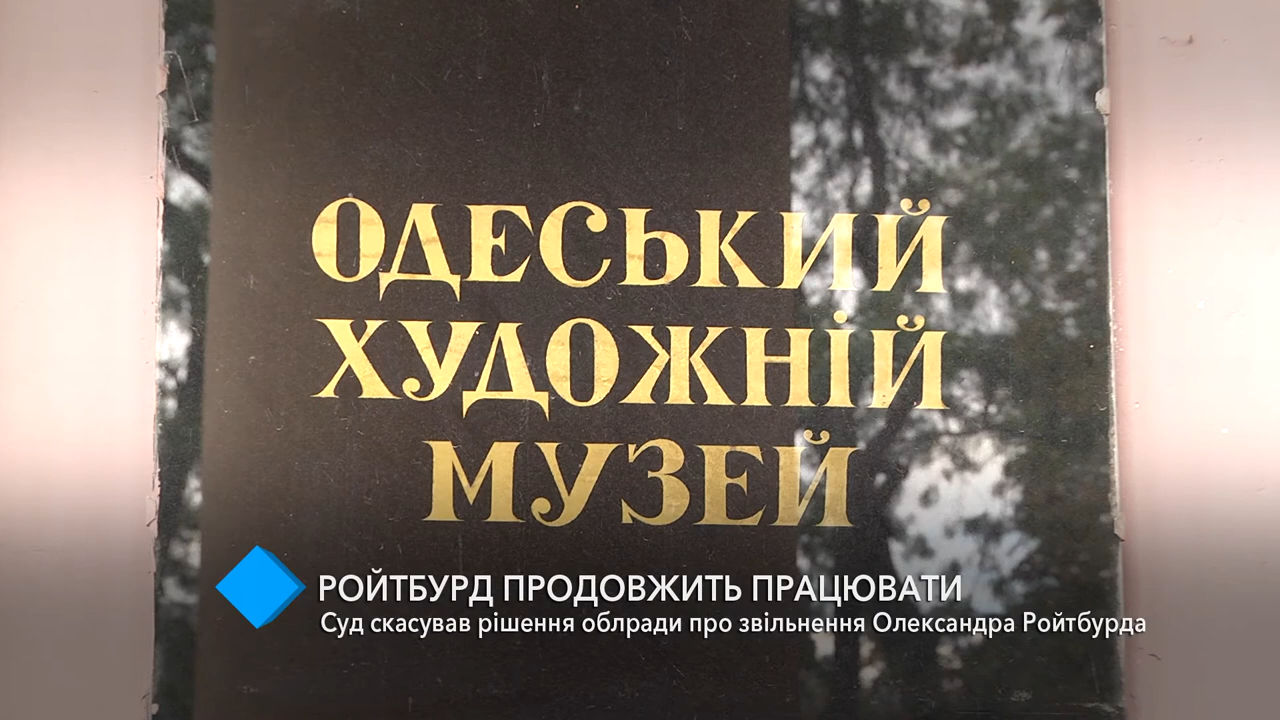 ОДЕСЬКИЙ
ХУДОЖНІЙ
МУЗЕЙ
РОЙТБУРД ПРОДОВЖИТЬ ПРАЦЮВАТИ
Суд скасував рішення облради про звільнення Олександра Ройтбурда